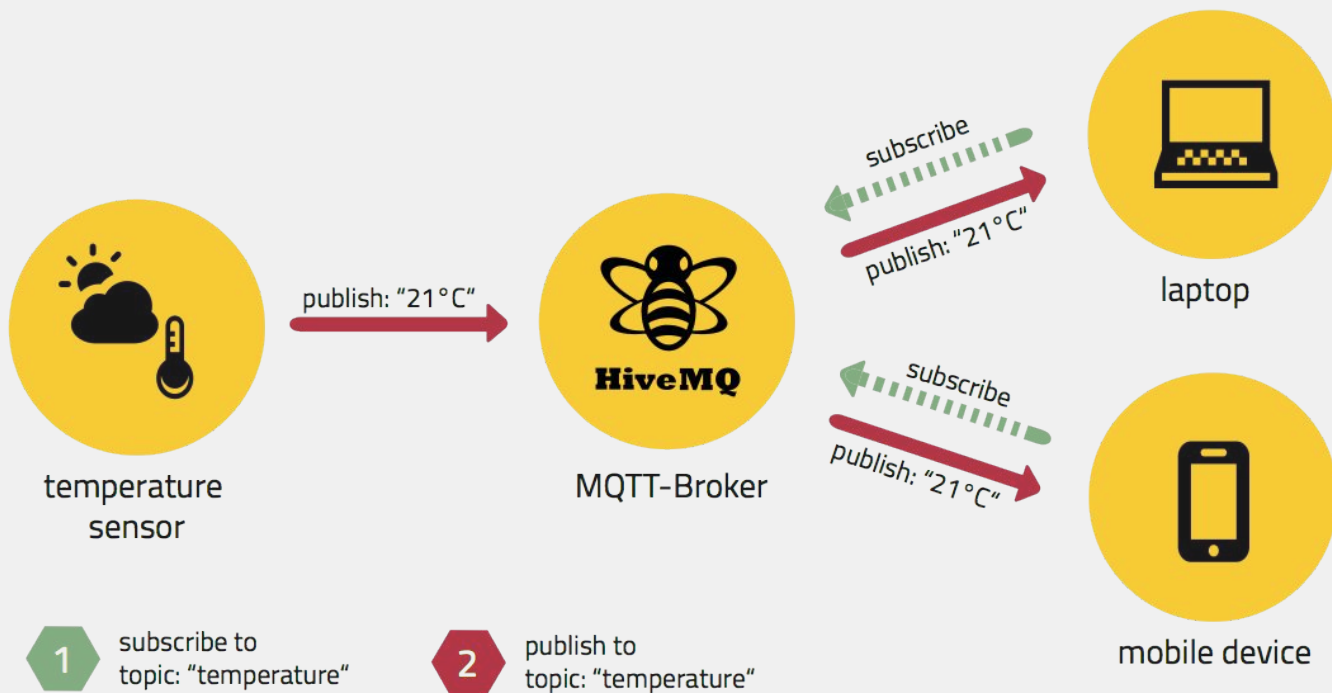 subscribe
publish: “21°C“
laptop
publish: “21°C“
HiveMQ
MQTT-Broker
temperature
sensor
subscribe
publish: “21°C“
mobile device
1
subscribe to
topic: “temperature“
2
publish to
topic: “temperature“